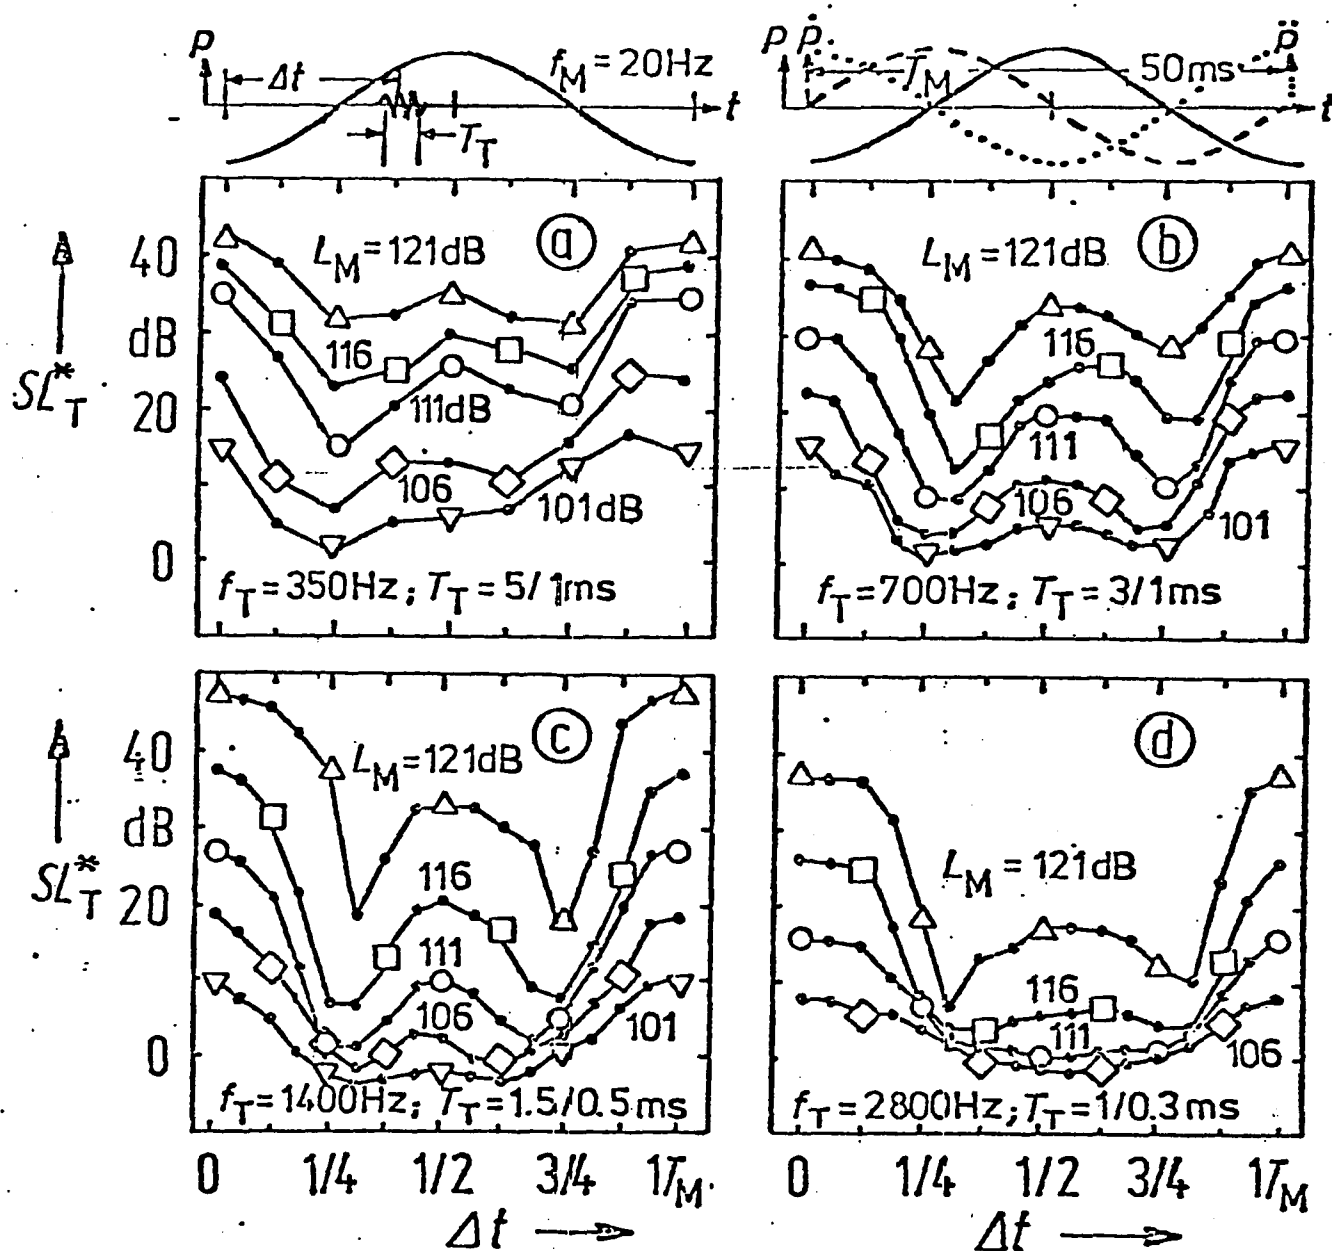 p Δt f_M = 20Hz t
T_T
p ṗ T_M 50ms p̈ t
40 dB 20 0
SL*_T
L_M = 121dB ⓐ
116
111dB
106
101dB
f_T = 350Hz; T_T = 5/1ms
L_M = 121dB ⓑ
116
111
106
101
f_T = 700Hz; T_T = 3/1ms
40 dB 20 0
SL*_T
L_M = 121dB ⓒ
116
111
106
101
f_T = 1400Hz; T_T = 1.5/0.5ms
ⓓ
L_M = 121dB
116
111
106
f_T = 2800Hz; T_T = 1/0.3ms
0 1/4 1/2 3/4 1T_M
Δt
0 1/4 1/2 3/4 1T_M
Δt